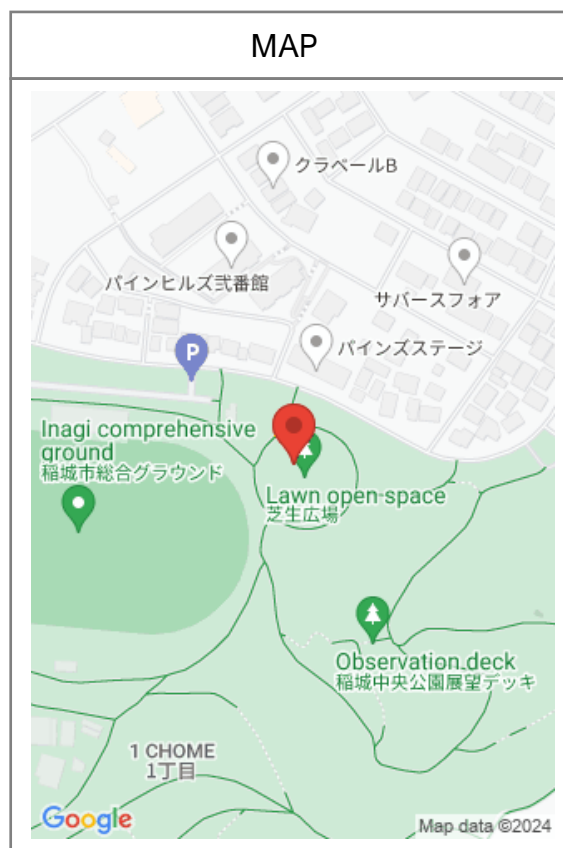 MAP
クラベールB
パインヒルズ弐番館
サバースフォア
パインズステージ
P
Inagi comprehensive
ground
稲城市総合グラウンド
Lawn open space
芝生広場
Observation deck
稲城中央公園展望デッキ
1 CHOME
1丁目
Google
Map data ©2024